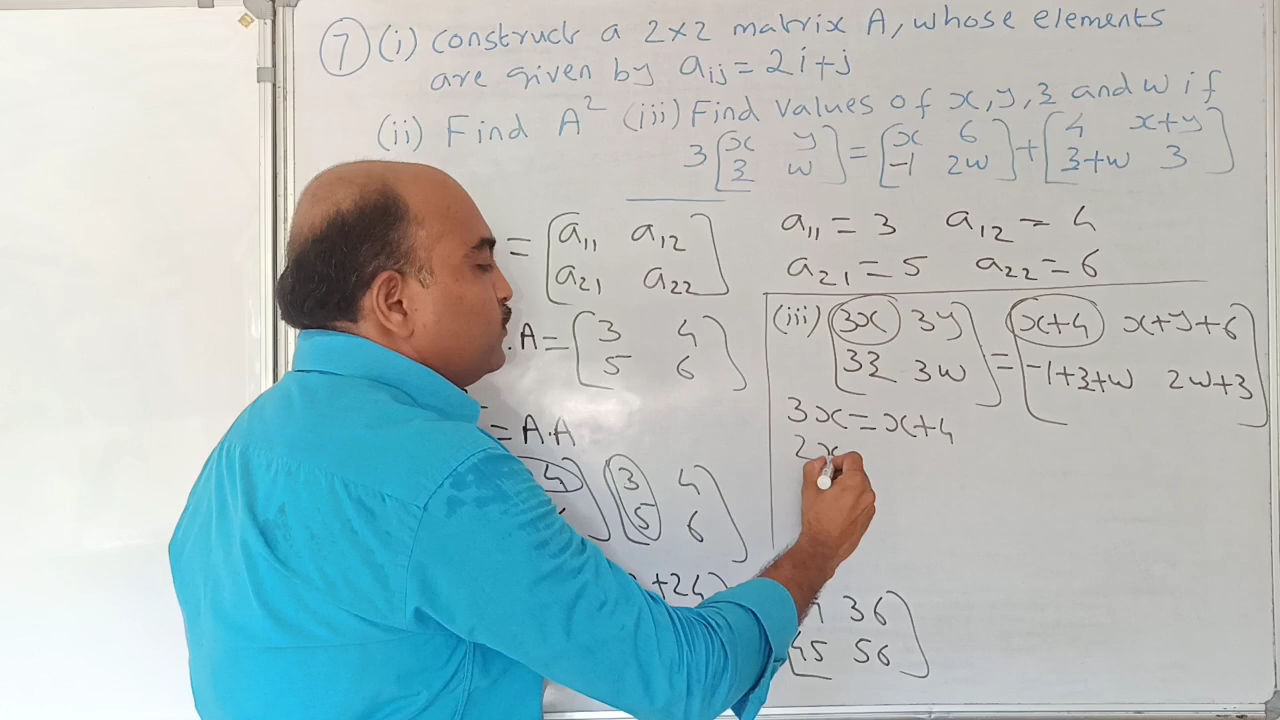 7 (i) construct a 2×2 matrix A, whose elements
are given by aij = 2i+j
(ii) Find A² (iii) Find values of x, y, z and w if
3 [x y] = [x 6] + [4 x+y]
[z w] [-1 2w] [z+w 3]
= [a11 a12] a11 = 3 a12 = 4
[a21 a22] a21 = 5 a22 = 6
.A = [3 4]
[5 6]
(iii) [3x 3y] = [x+4 x+y+6]
[3z 3w] [-1+z+w 2w+3]
3x = x+4
2x
= A.A
4] [3 4]
[5 6]
+24
36]
[45 56]